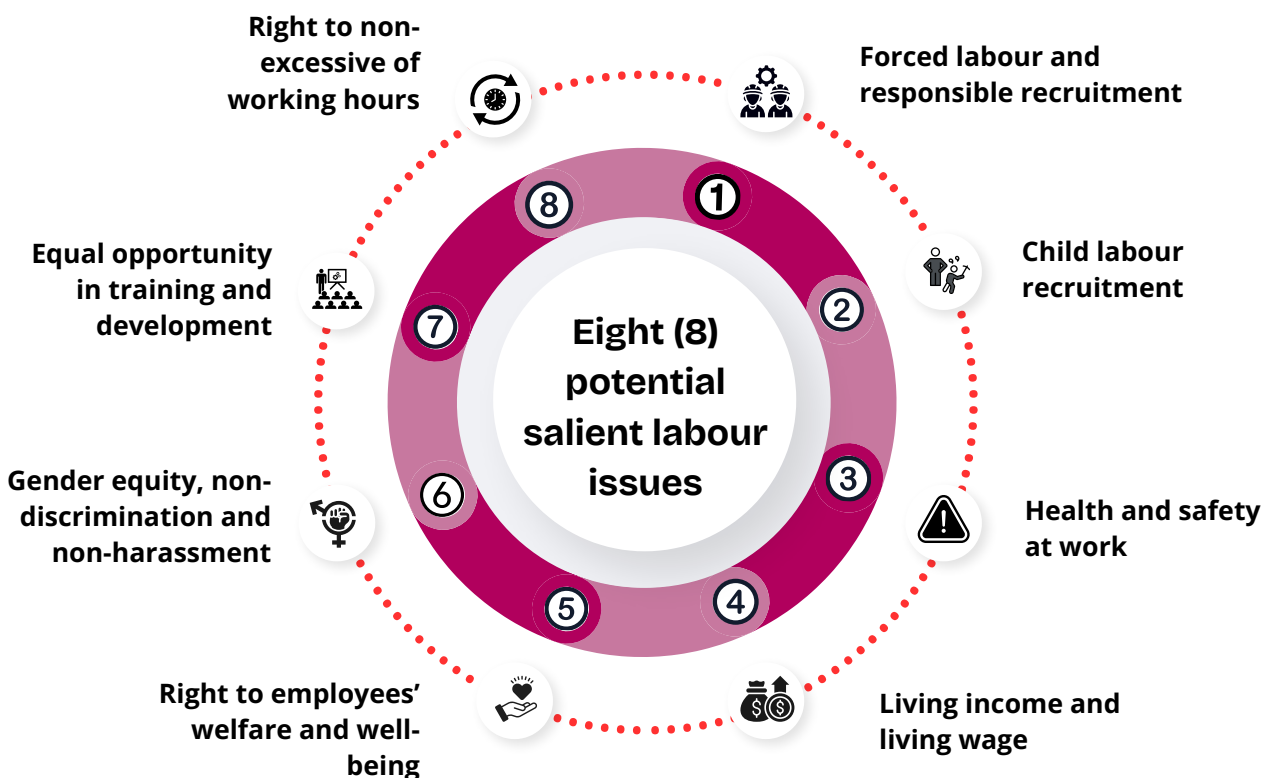 Eight (8)
potential
salient labour
issues
1
Forced labour and
responsible recruitment
2
Child labour
recruitment
3
Health and safety
at work
4
Living income and
living wage
5
Right to employees’
welfare and well-
being
6
Gender equity, non-
discrimination and
non-harassment
7
Equal opportunity
in training and
development
8
Right to non-
excessive of
working hours
$
$